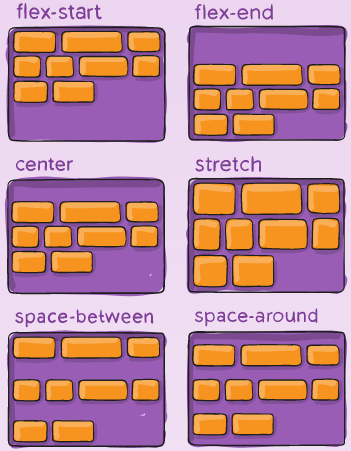 flex-start
flex-end
center
stretch
space-between
space-around